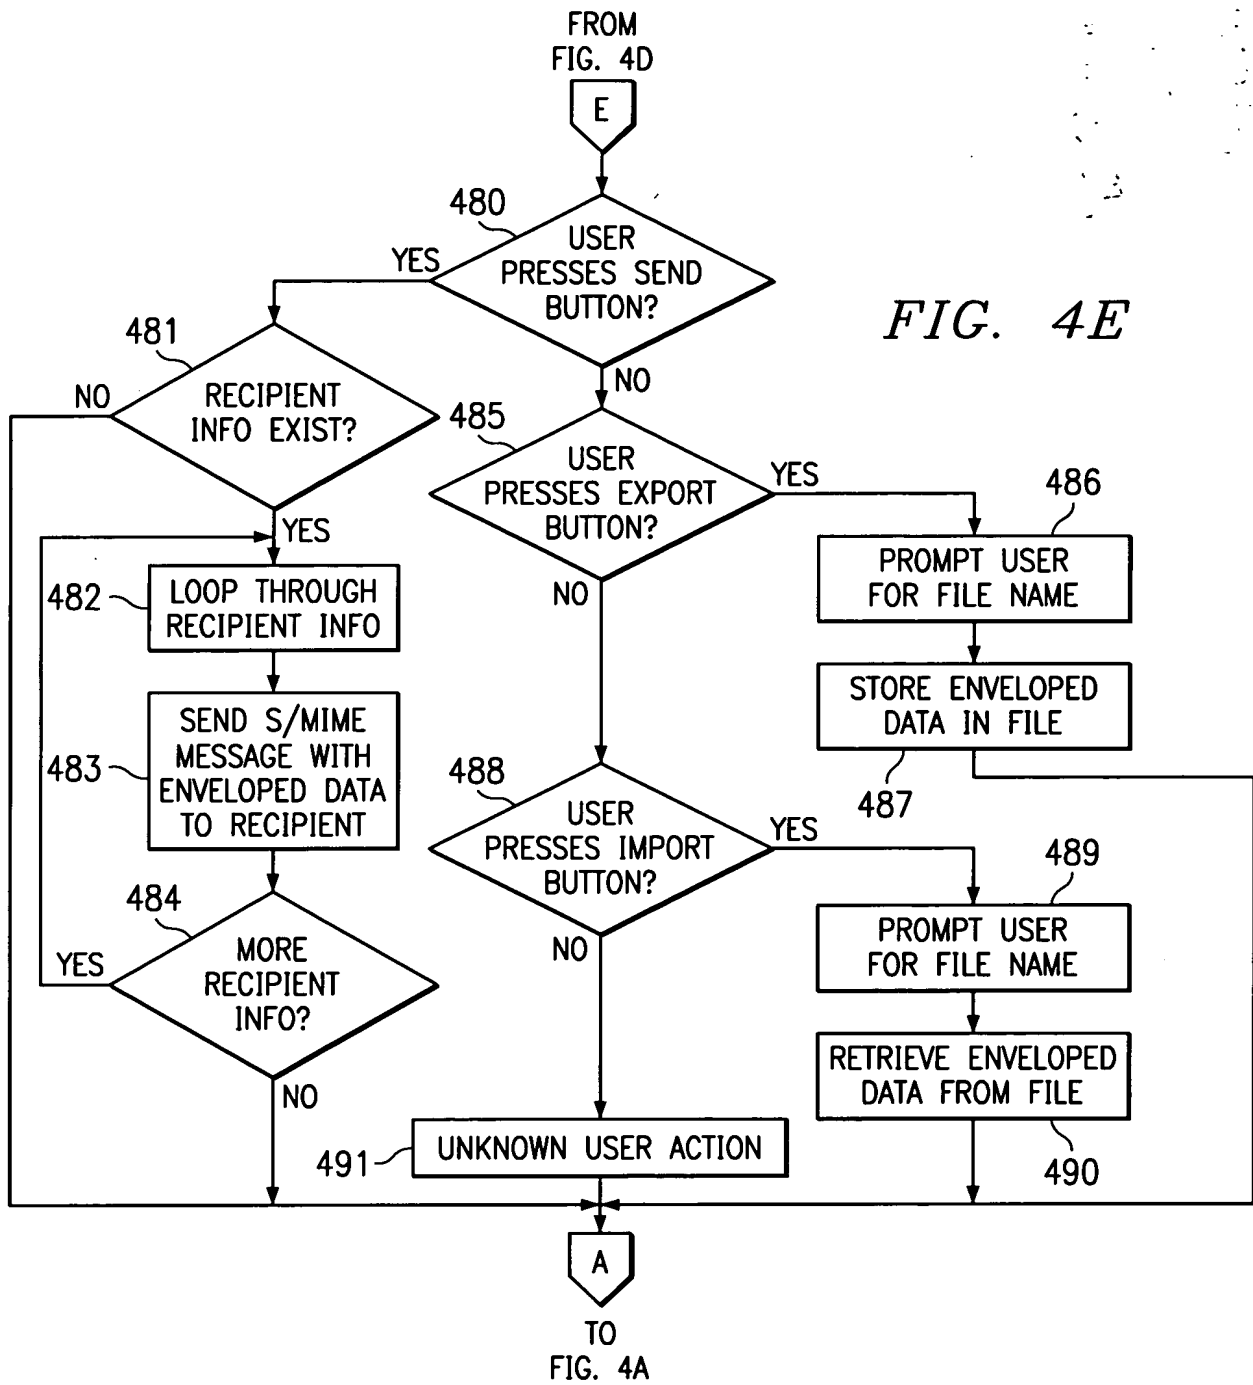 FROM
FIG. 4D
E
480
USER
PRESSES SEND
BUTTON?
YES
NO
FIG. 4E
481
RECIPIENT
INFO EXIST?
NO
YES
485
USER
PRESSES EXPORT
BUTTON?
YES
NO
486
PROMPT USER
FOR FILE NAME
482
LOOP THROUGH
RECIPIENT INFO
STORE ENVELOPED
DATA IN FILE
487
483
SEND S/MIME
MESSAGE WITH
ENVELOPED DATA
TO RECIPIENT
488
USER
PRESSES IMPORT
BUTTON?
YES
NO
489
PROMPT USER
FOR FILE NAME
484
MORE
RECIPIENT
INFO?
YES
NO
RETRIEVE ENVELOPED
DATA FROM FILE
490
491
UNKNOWN USER ACTION
A
TO
FIG. 4A